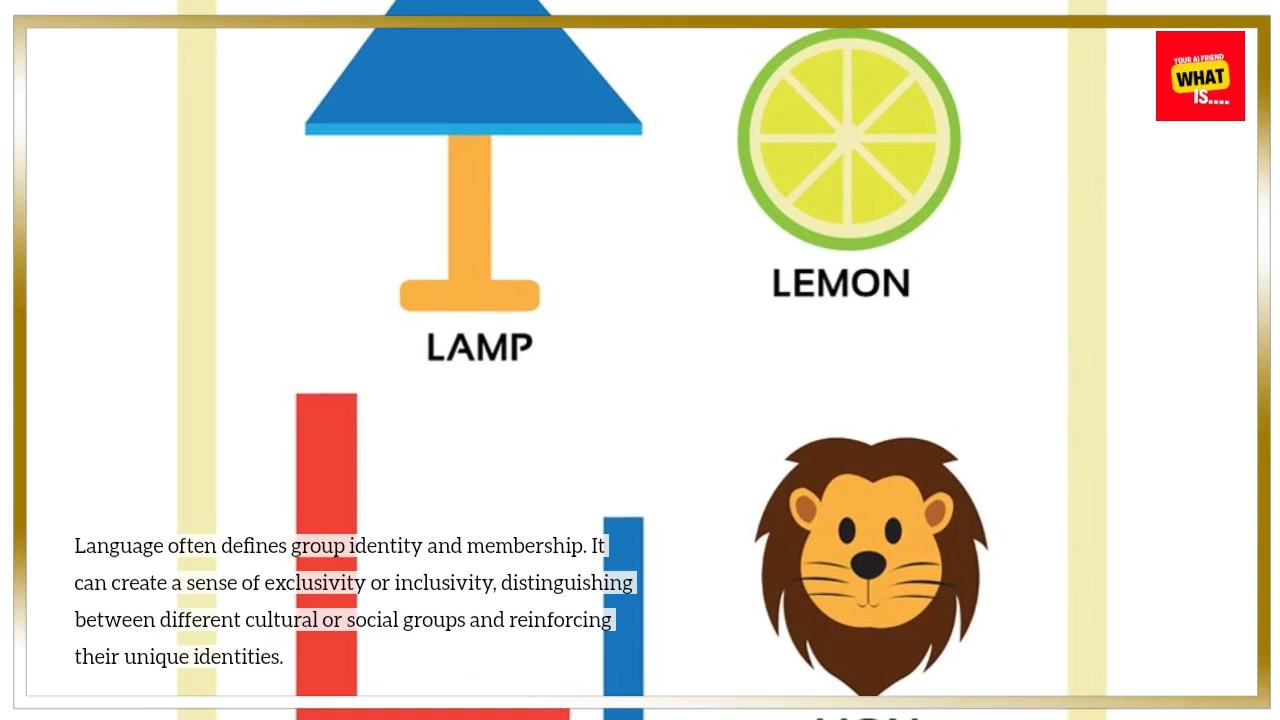 YOUR AI FRIEND
WHAT
IS....
LEMON
LAMP
Language often defines group identity and membership. It
can create a sense of exclusivity or inclusivity, distinguishing
between different cultural or social groups and reinforcing
their unique identities.